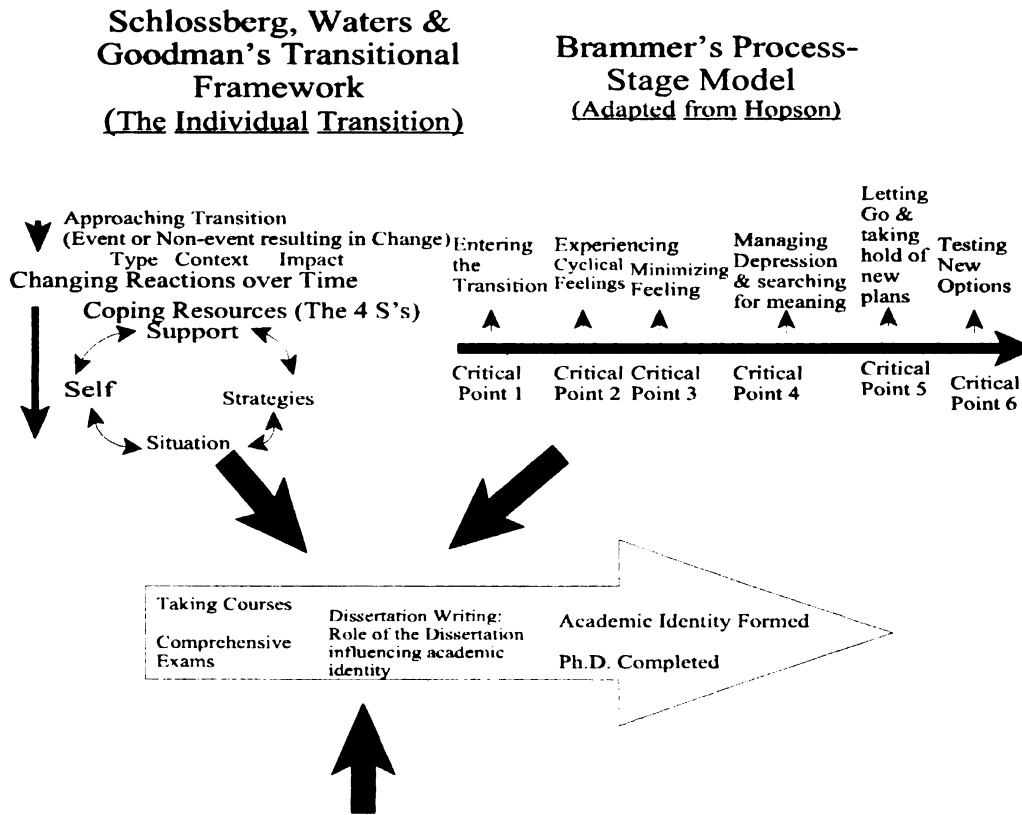 Schlossberg, Waters &
Goodman's Transitional
Framework
(The Individual Transition)
Brammer's Process-
Stage Model
(Adapted from Hopson)
Approaching Transition
(Event or Non-event resulting in Change)
Type Context Impact
Changing Reactions over Time
Coping Resources (The 4 S's)
Support
Self
Strategies
Situation
Entering
the
Transition
Experiencing
Cyclical
Feelings
Minimizing
Feeling
Managing
Depression
& searching
for meaning
Letting
Go &
taking
hold of
new
plans
Testing
New
Options
Critical
Point 1
Critical
Point 2
Critical
Point 3
Critical
Point 4
Critical
Point 5
Critical
Point 6
Taking Courses
Comprehensive
Exams
Dissertation Writing:
Role of the Dissertation
influencing academic
identity
Academic Identity Formed
Ph.D. Completed